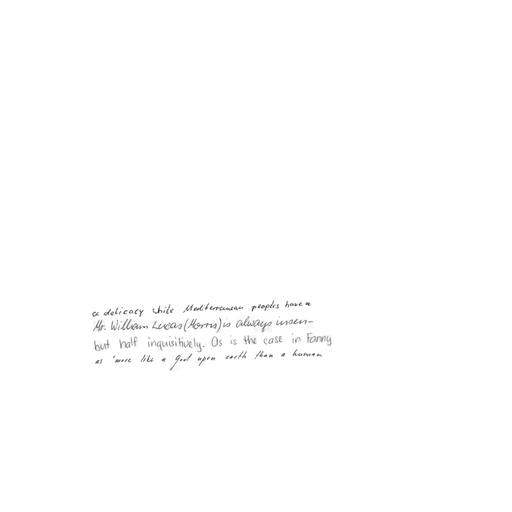 a delicacy while Mediterranean peoples have a
Mr. William Lucas (Morris) is always insen-
but half inquisitively. As is the case in Fanny
as 'more like a god upon earth than a human